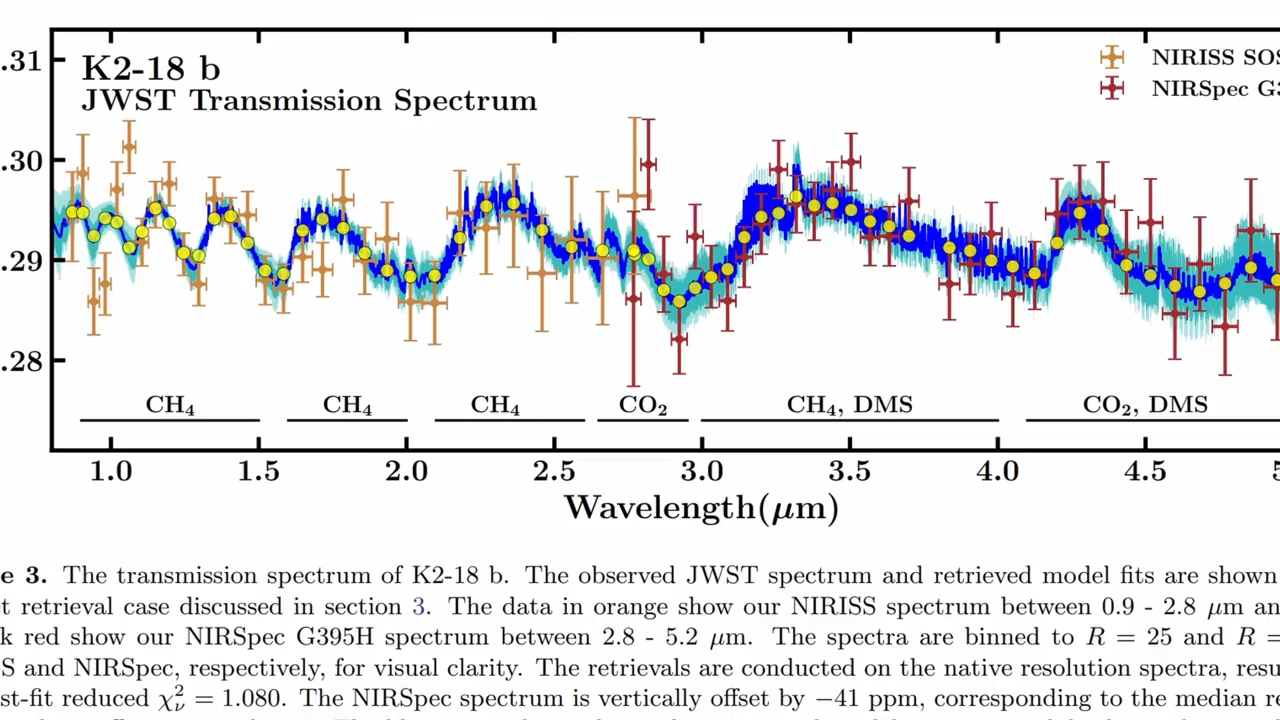 .31
K2-18 b
JWST Transmission Spectrum
NIRISS SOS
NIRSpec G3
.30
.29
.28
CH₄ CH₄ CH₄ CO₂ CH₄, DMS CO₂, DMS
1.0 1.5 2.0 2.5 3.0 3.5 4.0 4.5 5
Wavelength(μm)
e 3. The transmission spectrum of K2-18 b. The observed JWST spectrum and retrieved model fits are shown
t retrieval case discussed in section 3. The data in orange show our NIRISS spectrum between 0.9 - 2.8 μm an
k red show our NIRSpec G395H spectrum between 2.8 - 5.2 μm. The spectra are binned to R = 25 and R =
S and NIRSpec, respectively, for visual clarity. The retrievals are conducted on the native resolution spectra, resu
st-fit reduced χ²ᵥ = 1.080. The NIRSpec spectrum is vertically offset by −41 ppm, corresponding to the median re